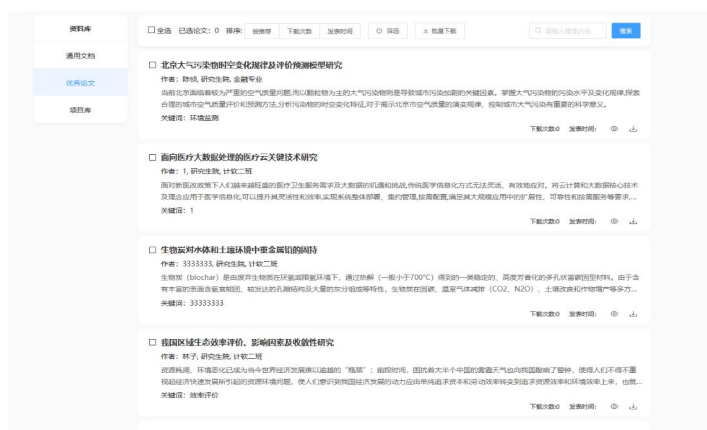 资料库
通用文档
优秀论文
项目库
全选 已选论文：0 排序: 按推荐 下载次数 发表时间 筛选 批量下载 请输入搜索内容 搜索
北京大气污染物时空变化规律及评价预测模型研究
作者：陈续, 研究生院, 金融专业
当前北京面临着较为严重的空气质量问题,而以颗粒物为主的大气污染物则是导致城市污染加剧的关键因素。掌握大气污染物的污染水平及变化规律,探索
合理的城市空气质量评价和预测方法,分析污染物的时空变化特征,对于揭示北京市空气质量的演变规律、控制城市大气污染有重要的科学意义。
关键词：环境监测
下载次数:0 发表时间:
面向医疗大数据处理的医疗云关键技术研究
作者：1, 研究生院, 计软二班
面对新医改政策下人们越来越旺盛的医疗卫生服务需求及大数据的机遇和挑战,传统医学信息化方式无法灵活、有效地应对。将云计算和大数据核心技术
及理念应用于医学信息化,可以提升其灵活性和效率,实现系统整体部署、集约管理,按需配置,满足其大规模应用中的扩展性、可靠性和按需服务等要求,...
关键词：1
下载次数:0 发表时间:
生物炭对水体和土壤环境中重金属铅的固持
作者：3333333, 研究生院, 计软二班
生物炭（biochar）是由废弃生物质在厌氧或限氧环境下，通过热解（一般小于700°C）得到的一类稳定的、高度芳香化的多孔状富碳固型材料。由于含
有丰富的表面含氧官能团、较发达的孔隙结构及大量的灰分组成等特性，生物炭在固碳、温室气体减排（CO2、N2O）、土壤改良和作物增产等多方...
关键词：33333333
下载次数:0 发表时间:
我国区域生态效率评价、影响因素及收敛性研究
作者：林子, 研究生院, 计软二班
资源耗竭、环境恶化已成为当今世界经济发展难以逾越的“瓶颈”；前段时间，困扰着大半个中国的雾霾天气也向我国敲响了警钟，使得人们不得不重
视起经济快速发展所引起的资源环境问题，使人们意识到我国经济发展的动力应由单纯追求资本和劳动效率转变到追求资源效率和环境效率上来，也就...
关键词：效率评价
下载次数:0 发表时间: